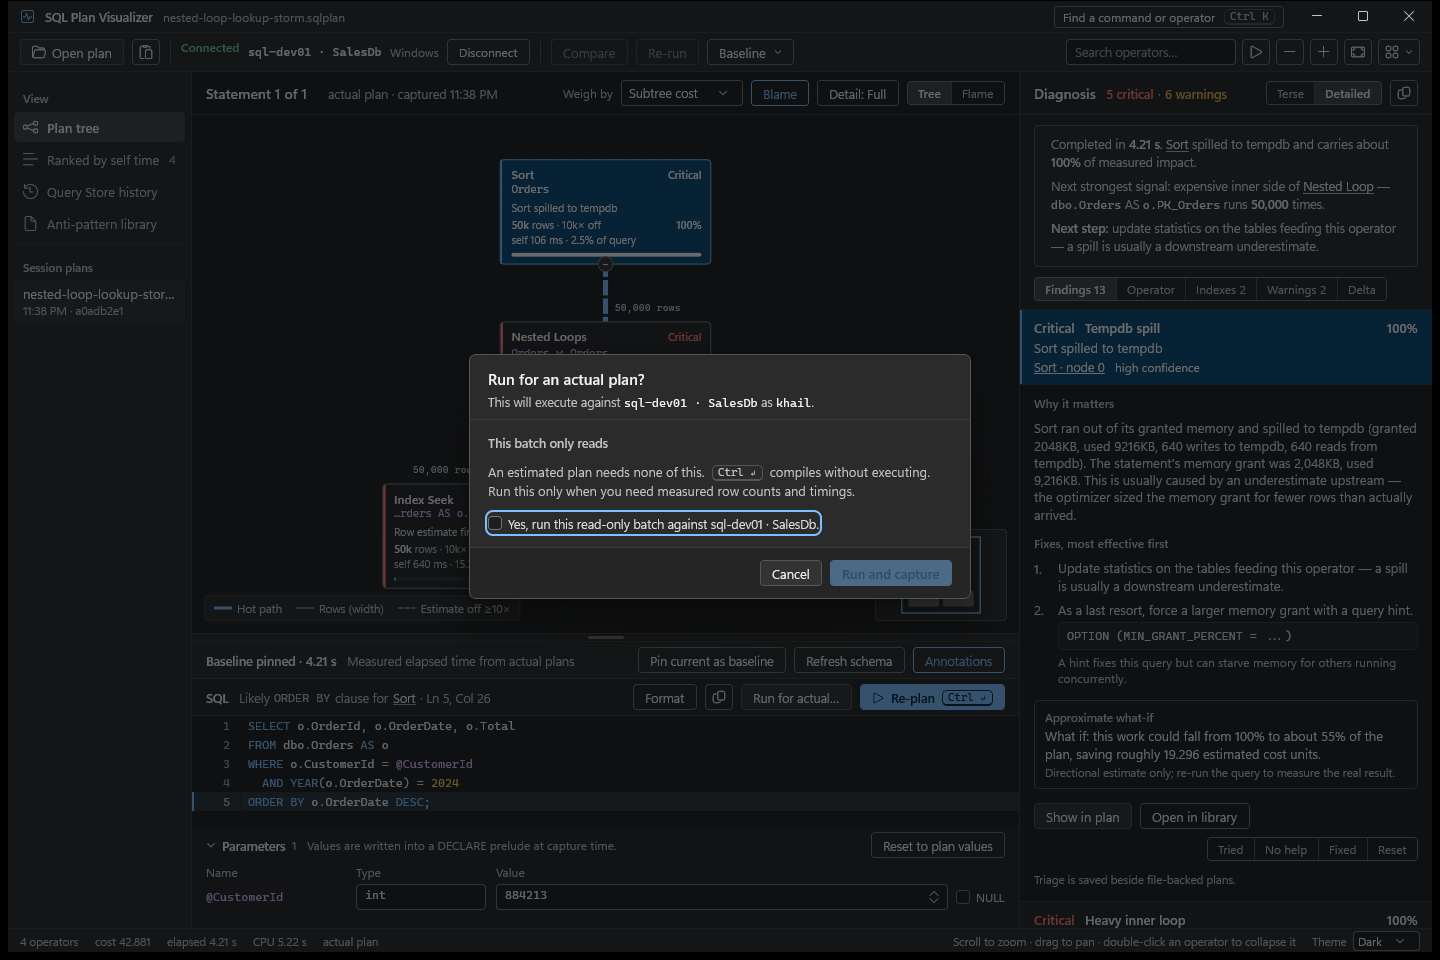 SQL Plan Visualizer nested-loop-lookup-storm.sqlplan
Find a command or operator Ctrl K
Open plan
Connected sql-dev01 · SalesDb Windows
Disconnect
Compare
Re-run
Baseline
Search operators...
View
Plan tree
Ranked by self time 4
Query Store history
Anti-pattern library
Session plans
nested-loop-lookup-stor...
11:38 PM · a0adb2e1
Statement 1 of 1 actual plan · captured 11:38 PM
Weigh by Subtree cost
Blame
Detail: Full
Tree
Flame
Sort Critical
Orders
Sort spilled to tempdb
50k rows · 10k× off 100%
self 106 ms · 2.5% of query
50,000 rows
Nested Loops Critical
Orders ⋈ Orders
50,000 row
Index Seek
…rders AS o.
Row estimate fi
50k rows · 10k×
self 640 ms · 15.
Hot path
Rows (width)
Estimate off ≥10×
Run for an actual plan?
This will execute against sql-dev01 · SalesDb as khail.
This batch only reads
An estimated plan needs none of this. Ctrl ↵ compiles without executing.
Run this only when you need measured row counts and timings.
Yes, run this read-only batch against sql-dev01 · SalesDb.
Cancel
Run and capture
Baseline pinned · 4.21 s Measured elapsed time from actual plans
Pin current as baseline
Refresh schema
Annotations
SQL Likely ORDER BY clause for Sort · Ln 5, Col 26
Format
Run for actual...
Re-plan Ctrl ↵
1 SELECT o.OrderId, o.OrderDate, o.Total
2 FROM dbo.Orders AS o
3 WHERE o.CustomerId = @CustomerId
4 AND YEAR(o.OrderDate) = 2024
5 ORDER BY o.OrderDate DESC;
Parameters 1 Values are written into a DECLARE prelude at capture time.
Reset to plan values
Name Type Value
@CustomerId int 884213 NULL
Diagnosis 5 critical · 6 warnings
Terse
Detailed
Completed in 4.21 s. Sort spilled to tempdb and carries about
100% of measured impact.
Next strongest signal: expensive inner side of Nested Loop —
dbo.Orders AS o.PK_Orders runs 50,000 times.
Next step: update statistics on the tables feeding this operator
— a spill is usually a downstream underestimate.
Findings 13
Operator
Indexes 2
Warnings 2
Delta
Critical Tempdb spill 100%
Sort spilled to tempdb
Sort · node 0 high confidence
Why it matters
Sort ran out of its granted memory and spilled to tempdb (granted
2048KB, used 9216KB, 640 writes to tempdb, 640 reads from
tempdb). The statement's memory grant was 2,048KB, used
9,216KB. This is usually caused by an underestimate upstream —
the optimizer sized the memory grant for fewer rows than actually
arrived.
Fixes, most effective first
1. Update statistics on the tables feeding this operator — a spill
is usually a downstream underestimate.
2. As a last resort, force a larger memory grant with a query hint.
OPTION (MIN_GRANT_PERCENT = ...)
A hint fixes this query but can starve memory for others running
concurrently.
Approximate what-if
What if: this work could fall from 100% to about 55% of the
plan, saving roughly 19.296 estimated cost units.
Directional estimate only; re-run the query to measure the real result.
Show in plan
Open in library
Tried
No help
Fixed
Reset
Triage is saved beside file-backed plans.
Critical Heavy inner loop 100%
4 operators cost 42.881 elapsed 4.21 s CPU 5.22 s actual plan
Scroll to zoom · drag to pan · double-click an operator to collapse it Theme Dark